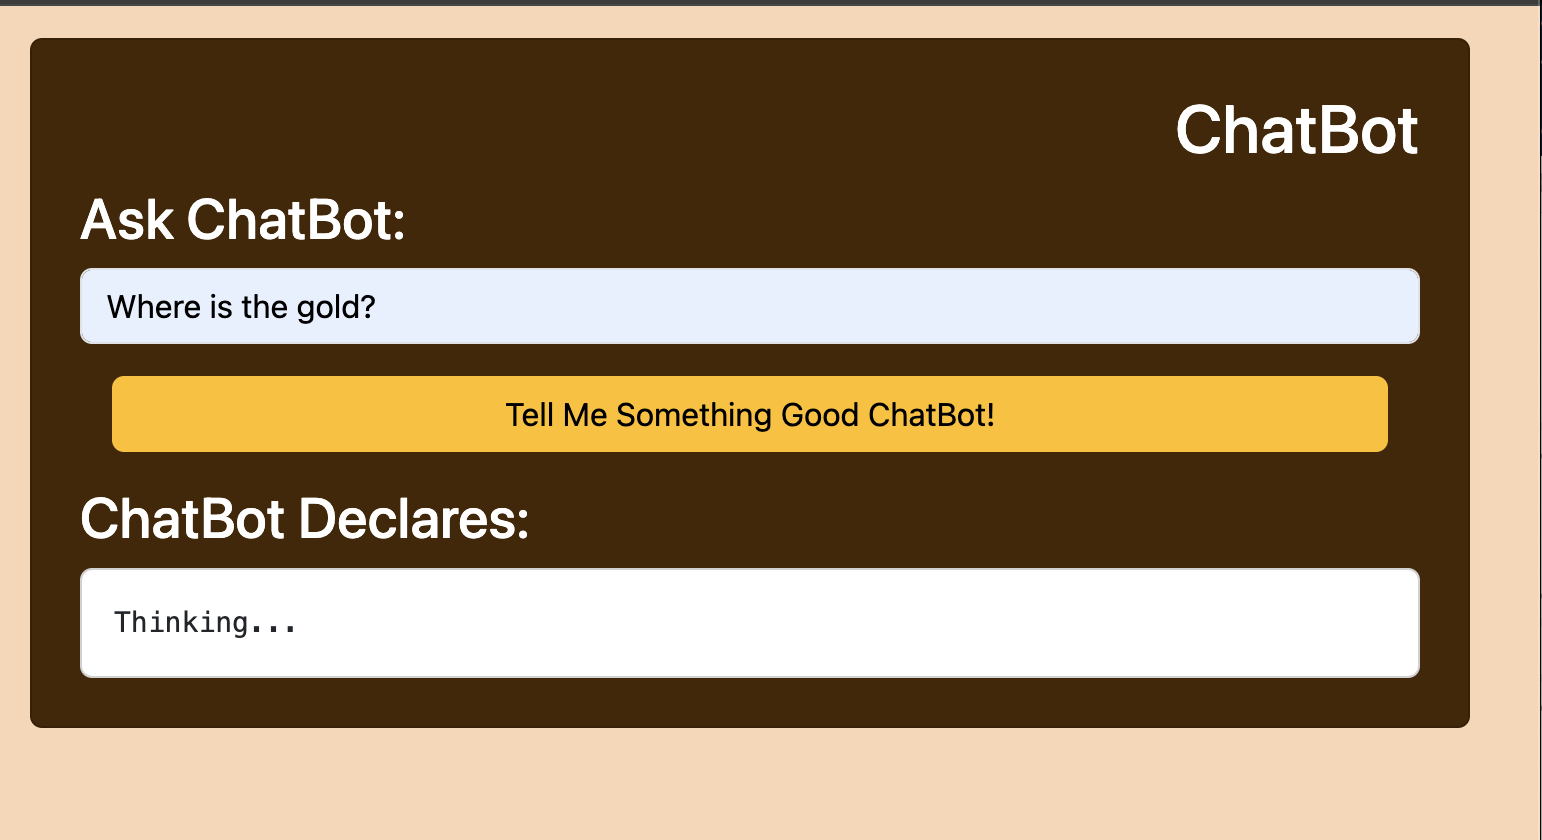 ChatBot
Ask ChatBot:
Where is the gold?
Tell Me Something Good ChatBot!
ChatBot Declares:
Thinking...